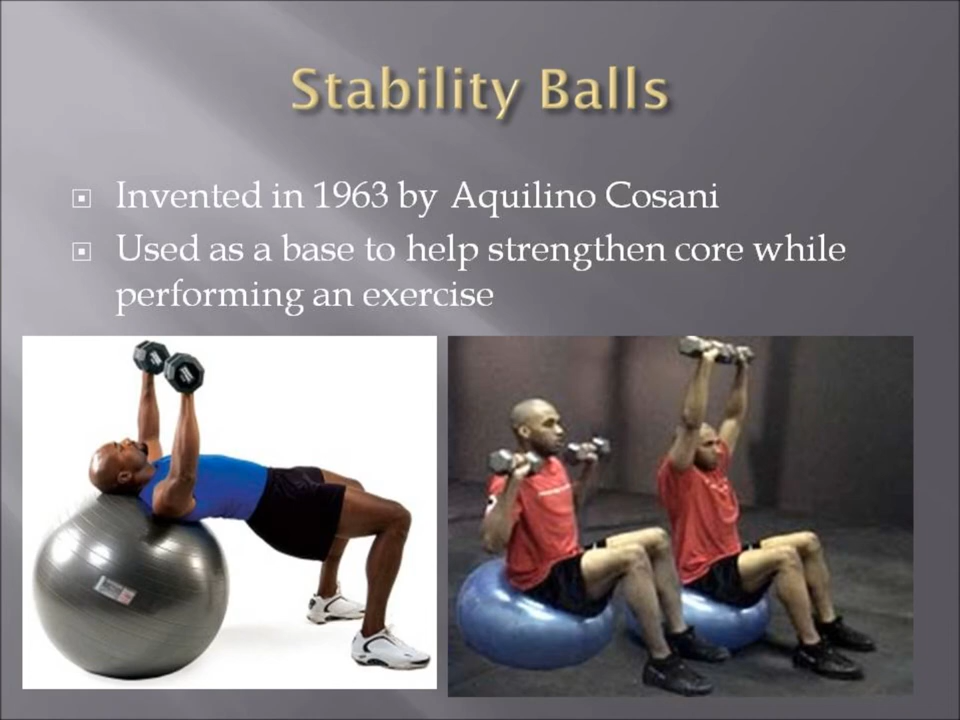 Stability Balls
Invented in 1963 by Aquilino Cosani
Used as a base to help strengthen core while
performing an exercise